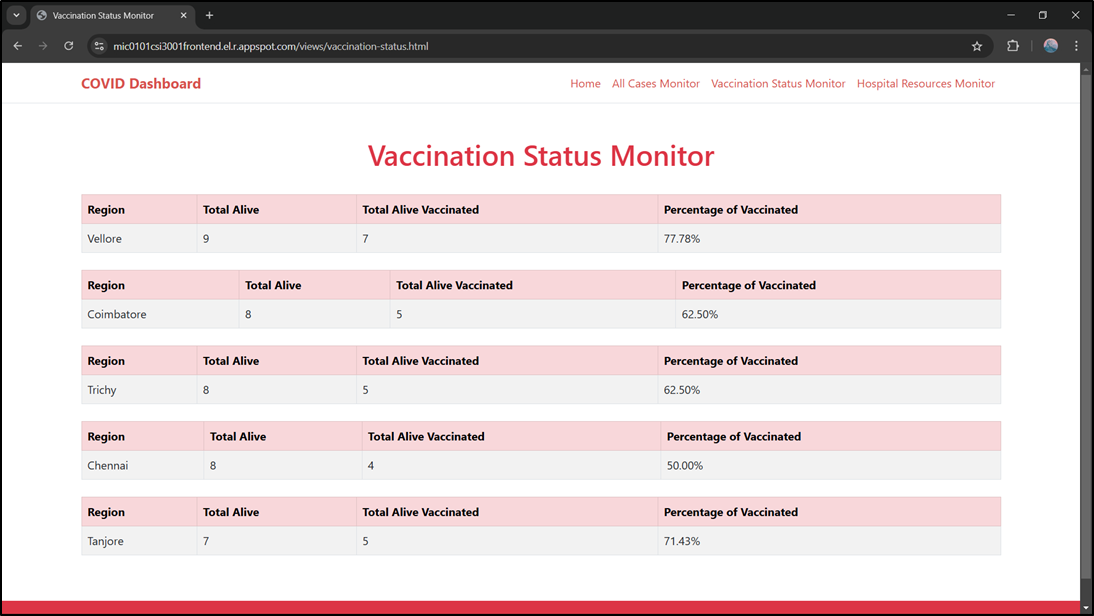 Vaccination Status Monitor
mic0101csi3001frontend.el.r.appspot.com/views/vaccination-status.html
COVID Dashboard Home All Cases Monitor Vaccination Status Monitor Hospital Resources Monitor
Vaccination Status Monitor
Region Total Alive Total Alive Vaccinated Percentage of Vaccinated
Vellore 9 7 77.78%
Region Total Alive Total Alive Vaccinated Percentage of Vaccinated
Coimbatore 8 5 62.50%
Region Total Alive Total Alive Vaccinated Percentage of Vaccinated
Trichy 8 5 62.50%
Region Total Alive Total Alive Vaccinated Percentage of Vaccinated
Chennai 8 4 50.00%
Region Total Alive Total Alive Vaccinated Percentage of Vaccinated
Tanjore 7 5 71.43%